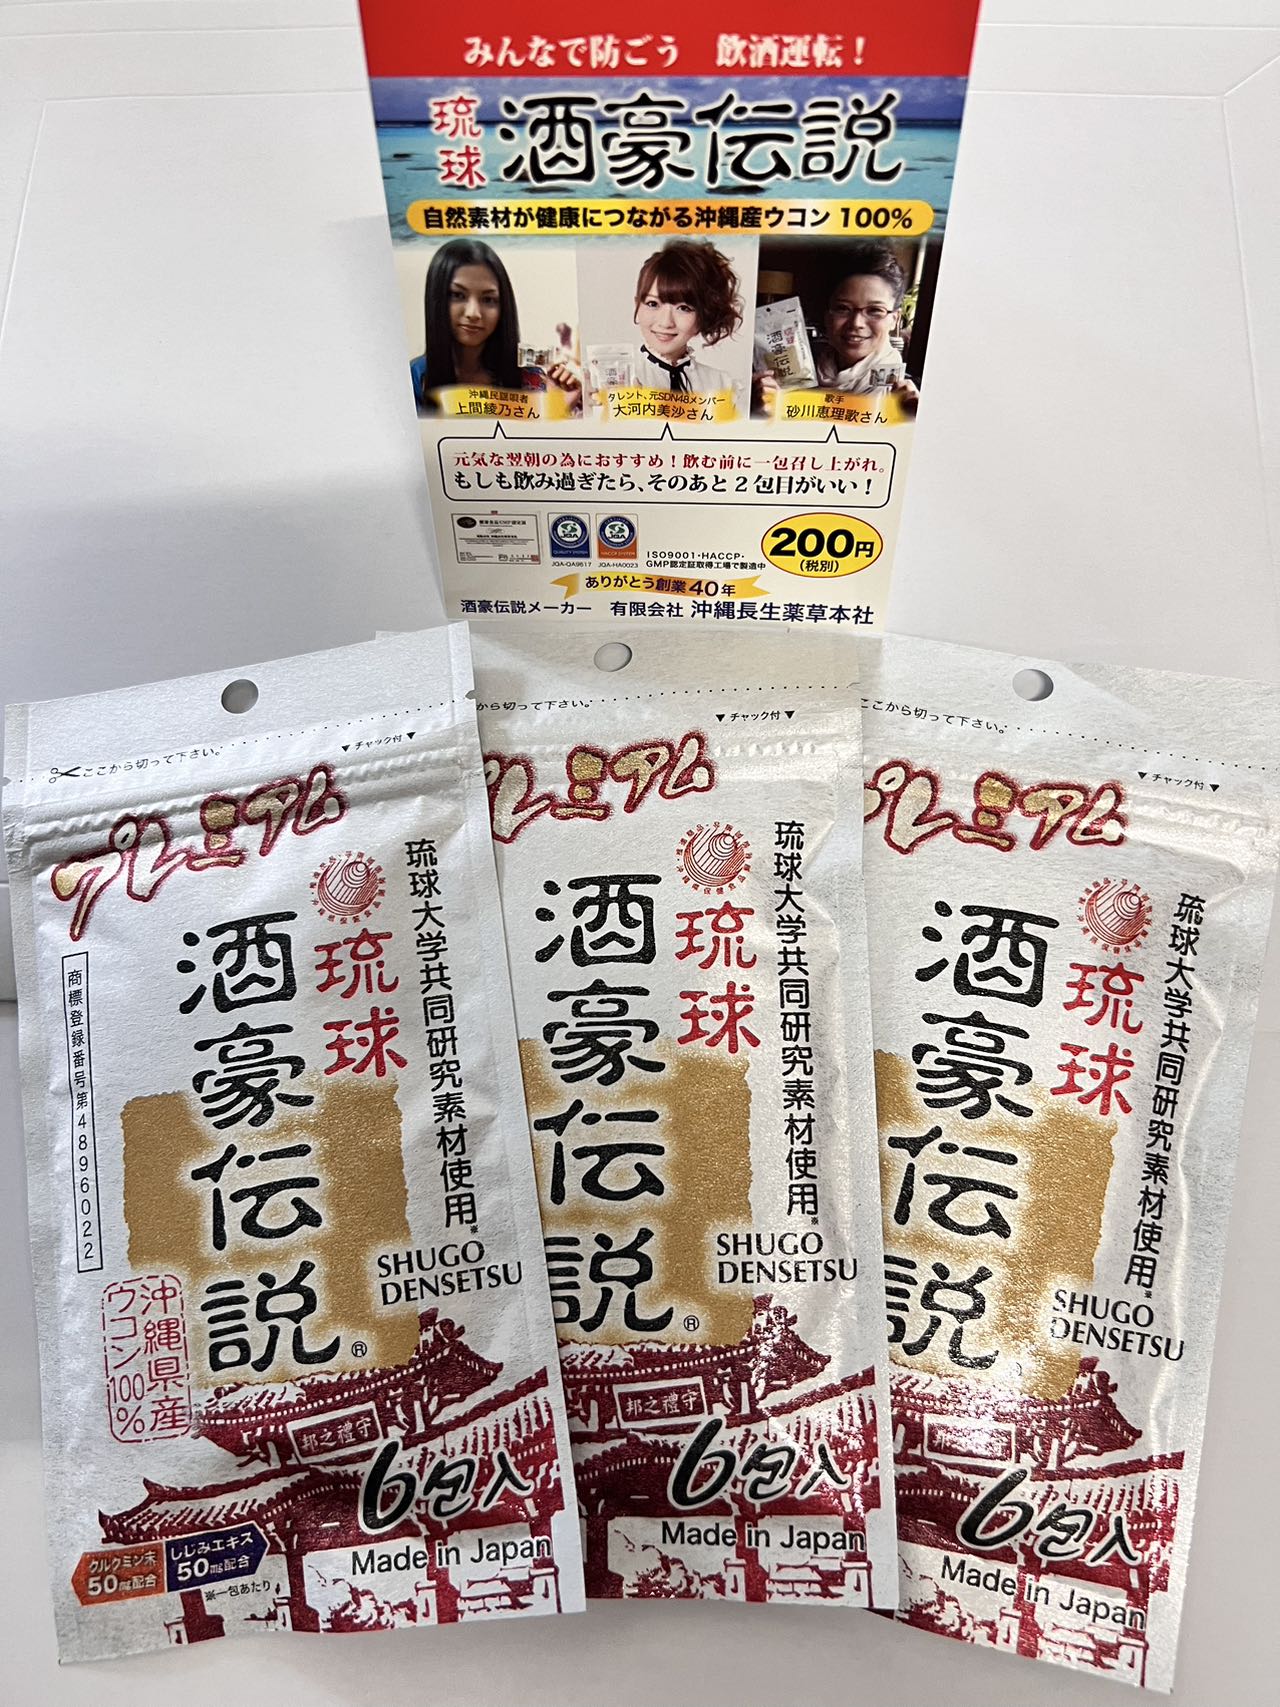 みんなで防ごう 飲酒運転！
琉球 酒豪伝説
自然素材が健康につながる沖縄産ウコン 100%
沖縄民謡唄者
上間綾乃さん
タレント、元SDN48メンバー
大河内美沙さん
歌手
砂川恵理歌さん
元気な翌朝の為におすすめ！飲む前に一包召し上がれ。
もしも飲み過ぎたら、そのあと2包目がいい！
JQA
QUALITY SYSTEM
JQA-QA9617
JQA
HACCP SYSTEM
JQA-HA0023
ISO9001・HACCP・
GMP認定証取得工場で製造中
200円
(税別)
ありがとう創業40年
酒豪伝説メーカー 有限会社 沖縄長生薬草本社
ここから切って下さい。
▼チャック付▼
プレミアム
琉球大学共同研究素材使用※
琉球
酒豪伝説®
商標登録番号第4896022
SHUGO
DENSETSU
沖縄県産
ウコン
100%
守禮之邦
6包入
クルクミン末
50mg配合
しじみエキス
50mg配合
※一包あたり
Made in Japan
から切って下さい。
▼チャック付▼
プレミアム
琉球大学共同研究素材使用※
琉球
酒豪伝説®
SHUGO
DENSETSU
守禮之邦
6包入
Made in Japan
ここから切って下さい。
▼チャック付▼
プレミアム
琉球大学共同研究素材使用※
琉球
酒豪伝説
SHUGO
DENSETSU
6包入
Made in Japan